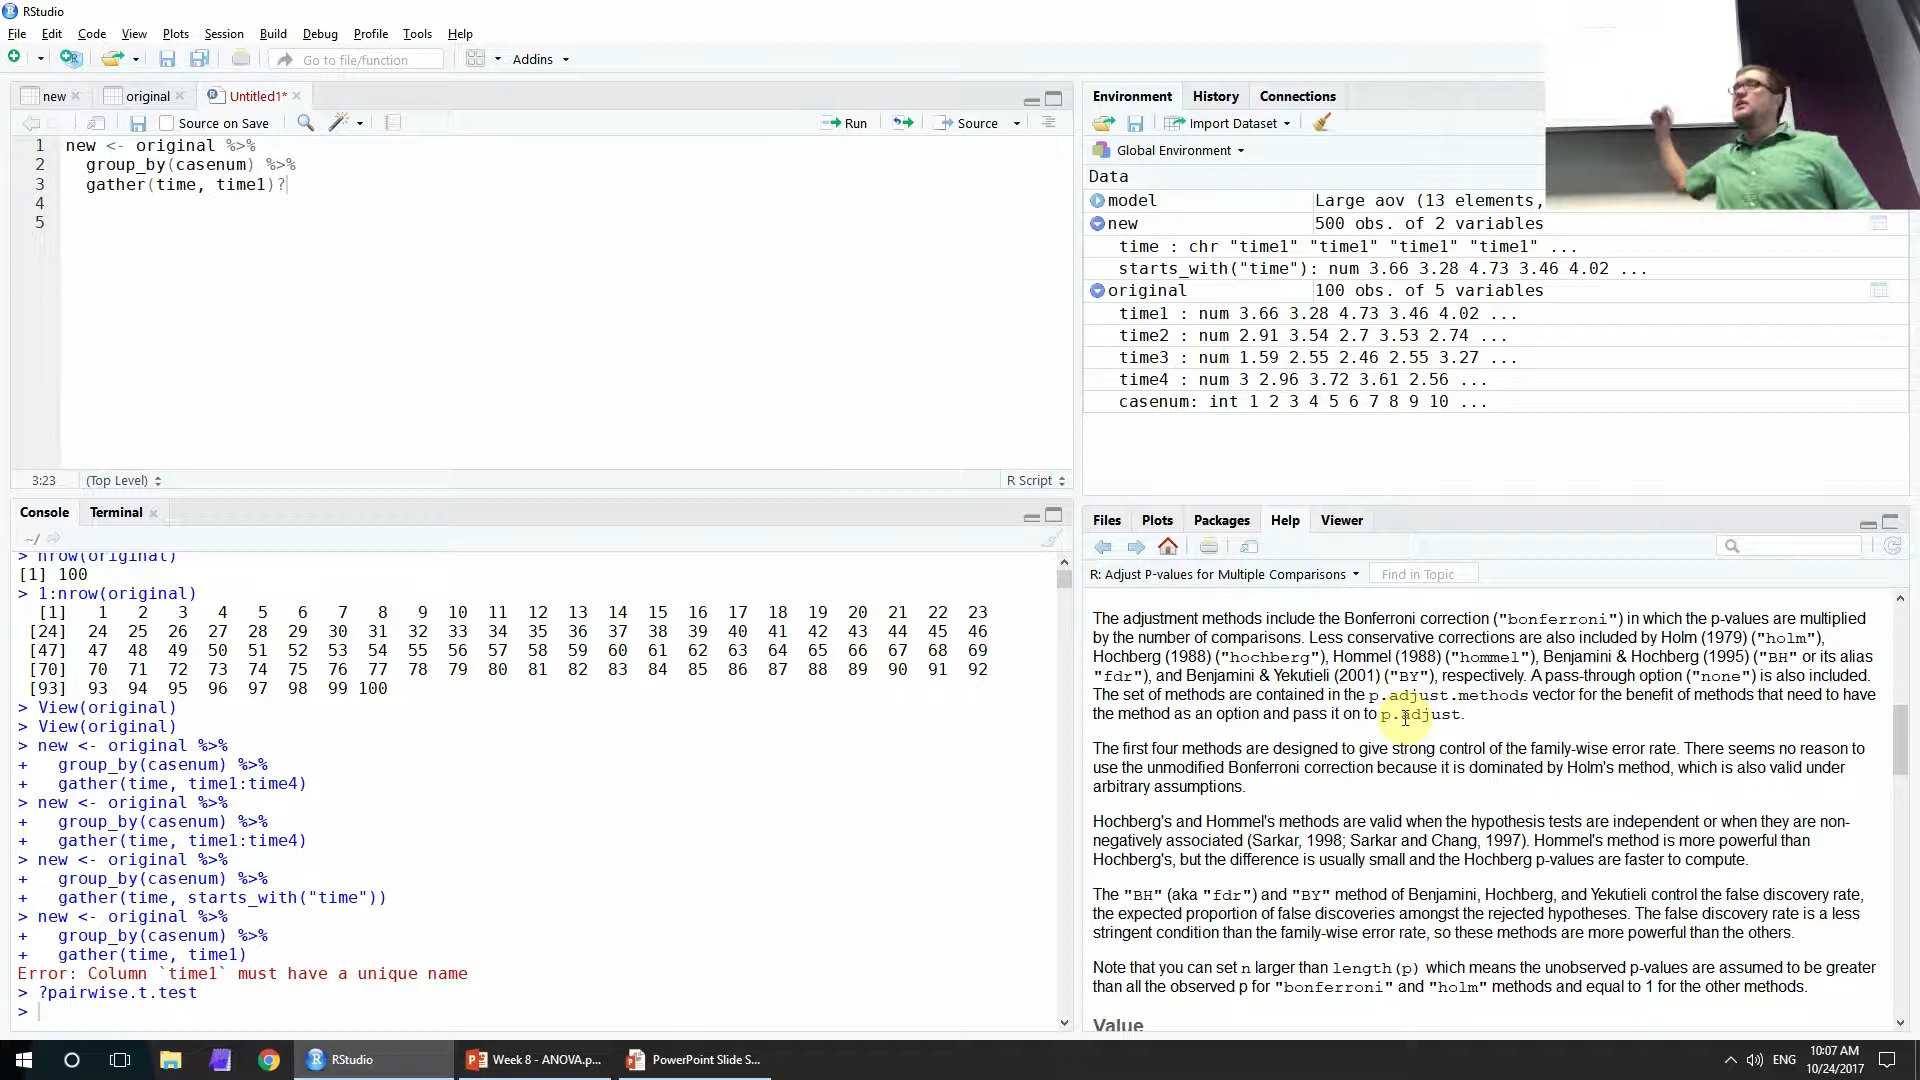 RStudio
File Edit Code View Plots Session Build Debug Profile Tools Help
Go to file/function Addins
new original Untitled1*
Source on Save Run Source
1 new <- original %>%
2 group_by(casenum) %>%
3 gather(time, time1)?
4
5
3:23 (Top Level) R Script
Console Terminal
~/
> nrow(original)
[1] 100
> 1:nrow(original)
[1] 1 2 3 4 5 6 7 8 9 10 11 12 13 14 15 16 17 18 19 20 21 22 23
[24] 24 25 26 27 28 29 30 31 32 33 34 35 36 37 38 39 40 41 42 43 44 45 46
[47] 47 48 49 50 51 52 53 54 55 56 57 58 59 60 61 62 63 64 65 66 67 68 69
[70] 70 71 72 73 74 75 76 77 78 79 80 81 82 83 84 85 86 87 88 89 90 91 92
[93] 93 94 95 96 97 98 99 100
> View(original)
> View(original)
> new <- original %>%
+ group_by(casenum) %>%
+ gather(time, time1:time4)
> new <- original %>%
+ group_by(casenum) %>%
+ gather(time, time1:time4)
> new <- original %>%
+ group_by(casenum) %>%
+ gather(time, starts_with("time"))
> new <- original %>%
+ group_by(casenum) %>%
+ gather(time, time1)
Error: Column `time1` must have a unique name
> ?pairwise.t.test
>
Environment History Connections
Import Dataset
Global Environment
Data
model Large aov (13 elements,
new 500 obs. of 2 variables
time : chr "time1" "time1" "time1" "time1" ...
starts_with("time"): num 3.66 3.28 4.73 3.46 4.02 ...
original 100 obs. of 5 variables
time1 : num 3.66 3.28 4.73 3.46 4.02 ...
time2 : num 2.91 3.54 2.7 3.53 2.74 ...
time3 : num 1.59 2.55 2.46 2.55 3.27 ...
time4 : num 3 2.96 3.72 3.61 2.56 ...
casenum: int 1 2 3 4 5 6 7 8 9 10 ...
Files Plots Packages Help Viewer
R: Adjust P-values for Multiple Comparisons Find in Topic
The adjustment methods include the Bonferroni correction ("bonferroni") in which the p-values are multiplied
by the number of comparisons. Less conservative corrections are also included by Holm (1979) ("holm"),
Hochberg (1988) ("hochberg"), Hommel (1988) ("hommel"), Benjamini & Hochberg (1995) ("BH" or its alias
"fdr"), and Benjamini & Yekutieli (2001) ("BY"), respectively. A pass-through option ("none") is also included.
The set of methods are contained in the p.adjust.methods vector for the benefit of methods that need to have
the method as an option and pass it on to p.adjust.
The first four methods are designed to give strong control of the family-wise error rate. There seems no reason to
use the unmodified Bonferroni correction because it is dominated by Holm's method, which is also valid under
arbitrary assumptions.
Hochberg's and Hommel's methods are valid when the hypothesis tests are independent or when they are non-
negatively associated (Sarkar, 1998; Sarkar and Chang, 1997). Hommel's method is more powerful than
Hochberg's, but the difference is usually small and the Hochberg p-values are faster to compute.
The "BH" (aka "fdr") and "BY" method of Benjamini, Hochberg, and Yekutieli control the false discovery rate,
the expected proportion of false discoveries amongst the rejected hypotheses. The false discovery rate is a less
stringent condition than the family-wise error rate, so these methods are more powerful than the others.
Note that you can set n larger than length(p) which means the unobserved p-values are assumed to be greater
than all the observed p for "bonferroni" and "holm" methods and equal to 1 for the other methods.
Value
RStudio Week 8 - ANOVA.p... PowerPoint Slide S... ENG 10:07 AM
10/24/2017